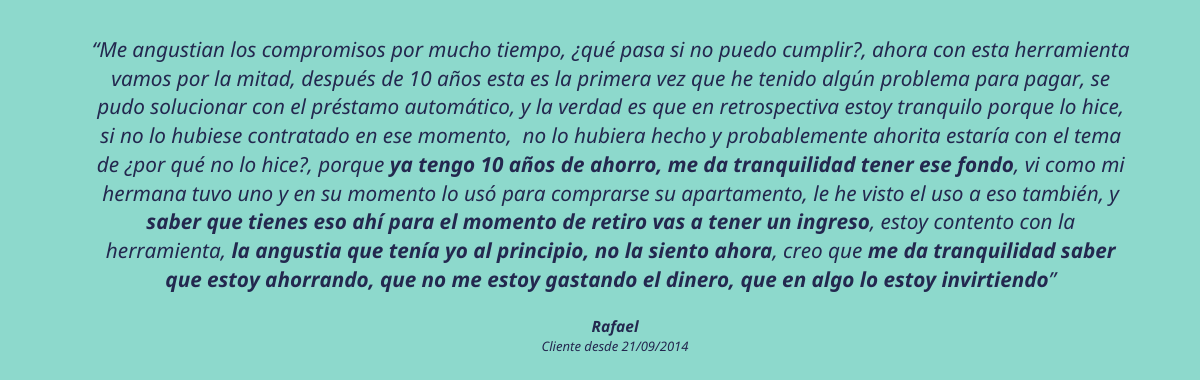 “Me angustian los compromisos por mucho tiempo, ¿qué pasa si no puedo cumplir?, ahora con esta herramienta
vamos por la mitad, después de 10 años esta es la primera vez que he tenido algún problema para pagar, se
pudo solucionar con el préstamo automático, y la verdad es que en retrospectiva estoy tranquilo porque lo hice,
si no lo hubiese contratado en ese momento,  no lo hubiera hecho y probablemente ahorita estaría con el tema
de ¿por qué no lo hice?, porque ya tengo 10 años de ahorro, me da tranquilidad tener ese fondo, vi como mi
hermana tuvo uno y en su momento lo usó para comprarse su apartamento, le he visto el uso a eso también, y
saber que tienes eso ahí para el momento de retiro vas a tener un ingreso, estoy contento con la
herramienta, la angustia que tenía yo al principio, no la siento ahora, creo que me da tranquilidad saber
que estoy ahorrando, que no me estoy gastando el dinero, que en algo lo estoy invirtiendo”
Rafael
Cliente desde 21/09/2014